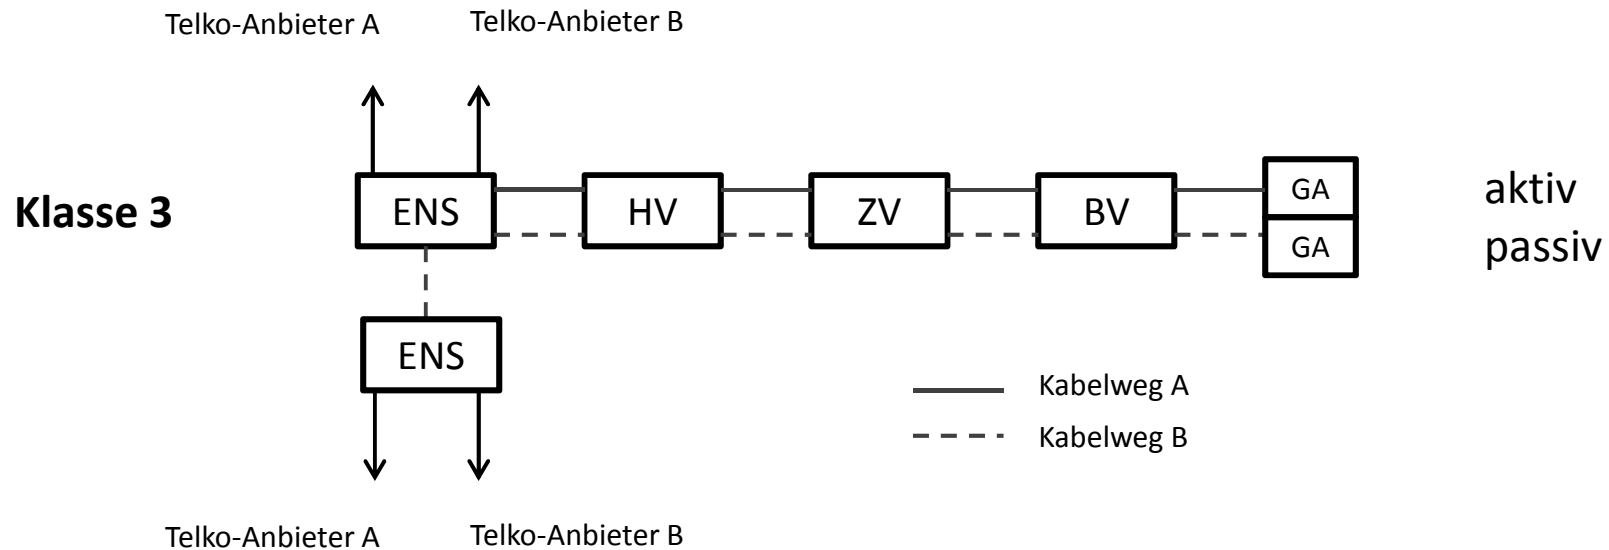 Telko-Anbieter A Telko-Anbieter B
Klasse 3 ENS HV ZV BV GA aktiv
GA passiv
ENS
Kabelweg A
Kabelweg B
Telko-Anbieter A Telko-Anbieter B